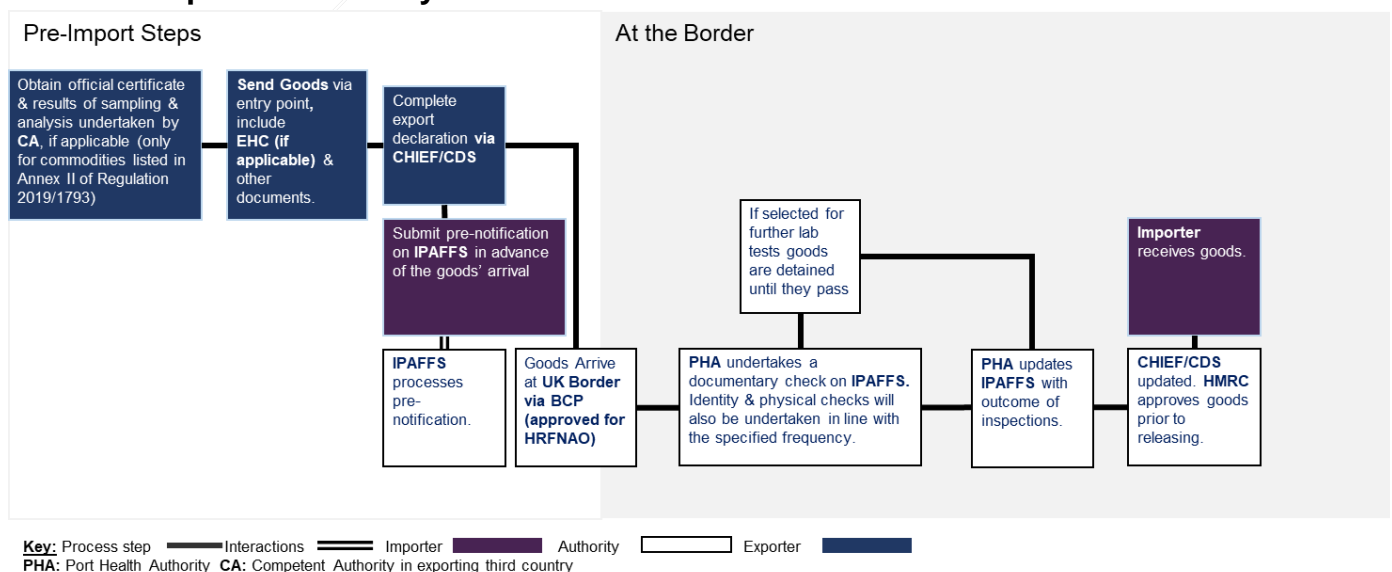 Pre-Import Steps
At the Border
Obtain official certificate
& results of sampling &
analysis undertaken by
CA, if applicable (only
for commodities listed in
Annex II of Regulation
2019/1793)
Send Goods via
entry point,
include
EHC (if
applicable) &
other
documents.
Complete
export
declaration via
CHIEF/CDS
Submit pre-notification
on IPAFFS in advance
of the goods' arrival
IPAFFS
processes
pre-
notification.
Goods Arrive
at UK Border
via BCP
(approved for
HRFNAO)
PHA undertakes a
documentary check on IPAFFS.
Identity & physical checks will
also be undertaken in line with
the specified frequency.
If selected for
further lab
tests goods
are detained
until they pass
PHA updates
IPAFFS with
outcome of
inspections.
CHIEF/CDS
updated. HMRC
approves goods
prior to
releasing.
Importer
receives goods.
Key: Process step Interactions Importer Authority Exporter
PHA: Port Health Authority CA: Competent Authority in exporting third country